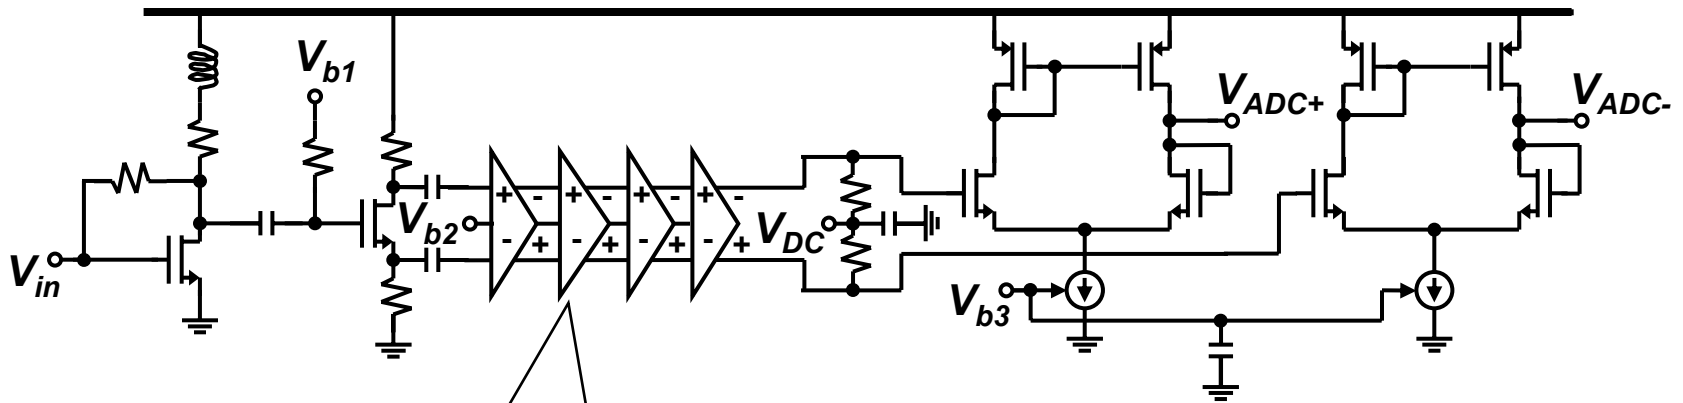 V_b1
V_ADC+
V_ADC-
V_b2
V_DC
V_in
V_b3
+ - + - + - + -
- + - + - + - +